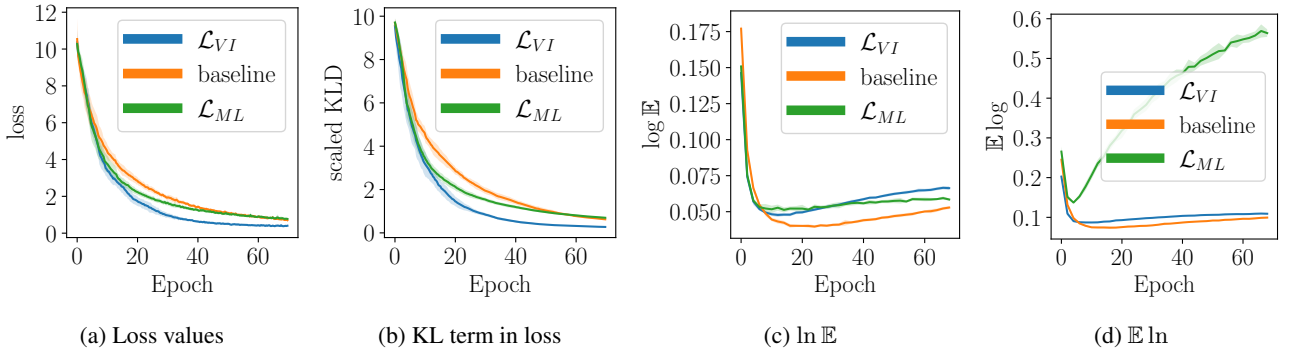 12
10
8
6
4
2
0
loss
0 20 40 60
Epoch
ℒ_VI
baseline
ℒ_ML
(a) Loss values
10
8
6
4
2
0
scaled KLD
0 20 40 60
Epoch
ℒ_VI
baseline
ℒ_ML
(b) KL term in loss
0.175
0.150
0.125
0.100
0.075
0.050
log 𝔼
0 20 40 60
Epoch
ℒ_VI
baseline
ℒ_ML
(c) ln 𝔼
0.6
0.5
0.4
0.3
0.2
0.1
𝔼 log
0 20 40 60
Epoch
ℒ_VI
baseline
ℒ_ML
(d) 𝔼 ln